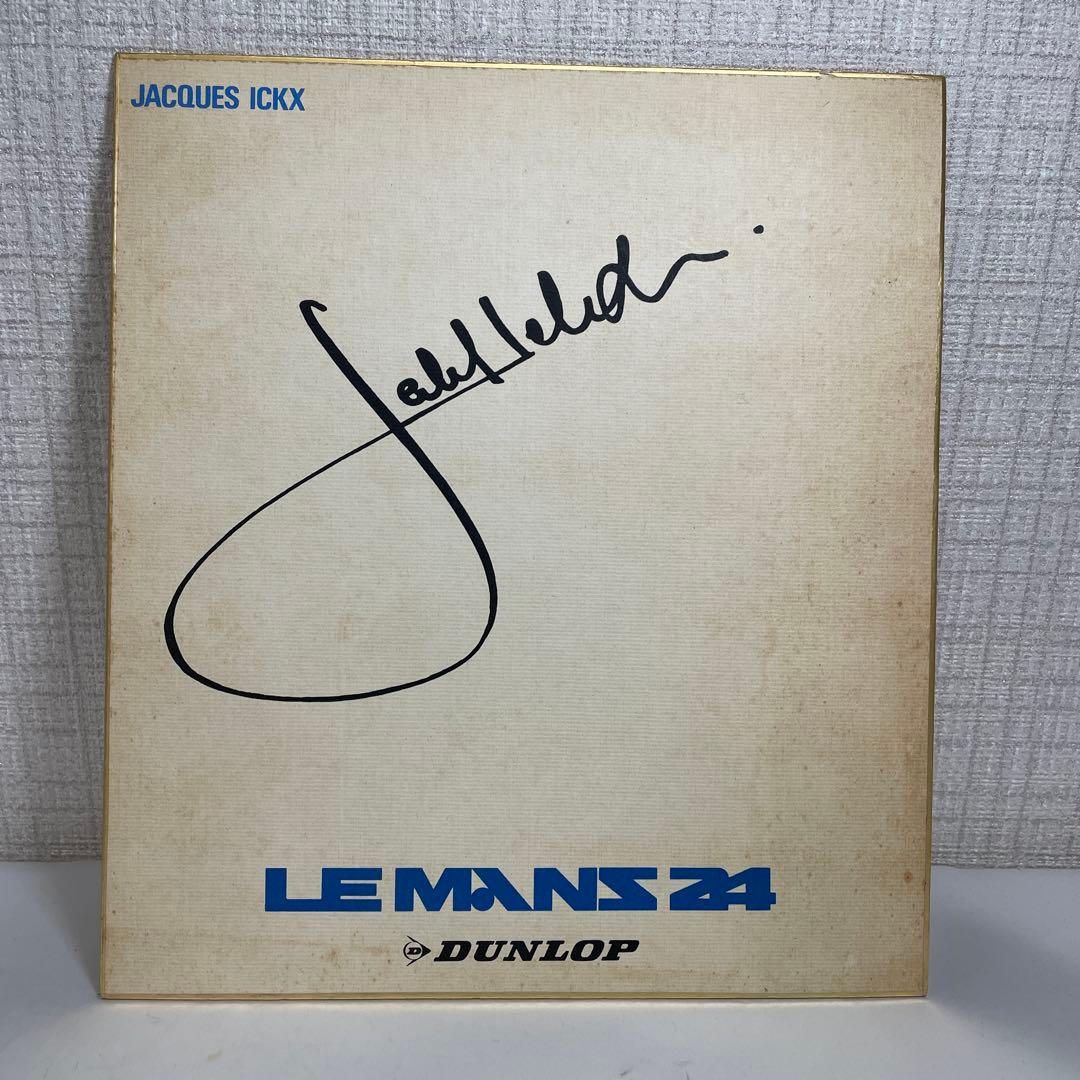 JACQUES ICKX
LE MANS 24
D DUNLOP